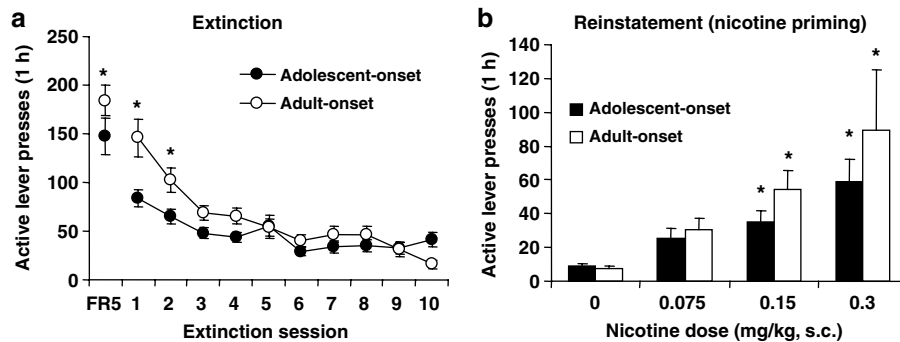 a
Extinction
Active lever presses (1 h)
250
200
150
100
50
0
* * *
Adolescent-onset
Adult-onset
FR5 1 2 3 4 5 6 7 8 9 10
Extinction session
b
Reinstatement (nicotine priming)
Active lever presses (1 h)
140
120
100
80
60
40
20
0
Adolescent-onset
Adult-onset
* * * *
0 0.075 0.15 0.3
Nicotine dose (mg/kg, s.c.)